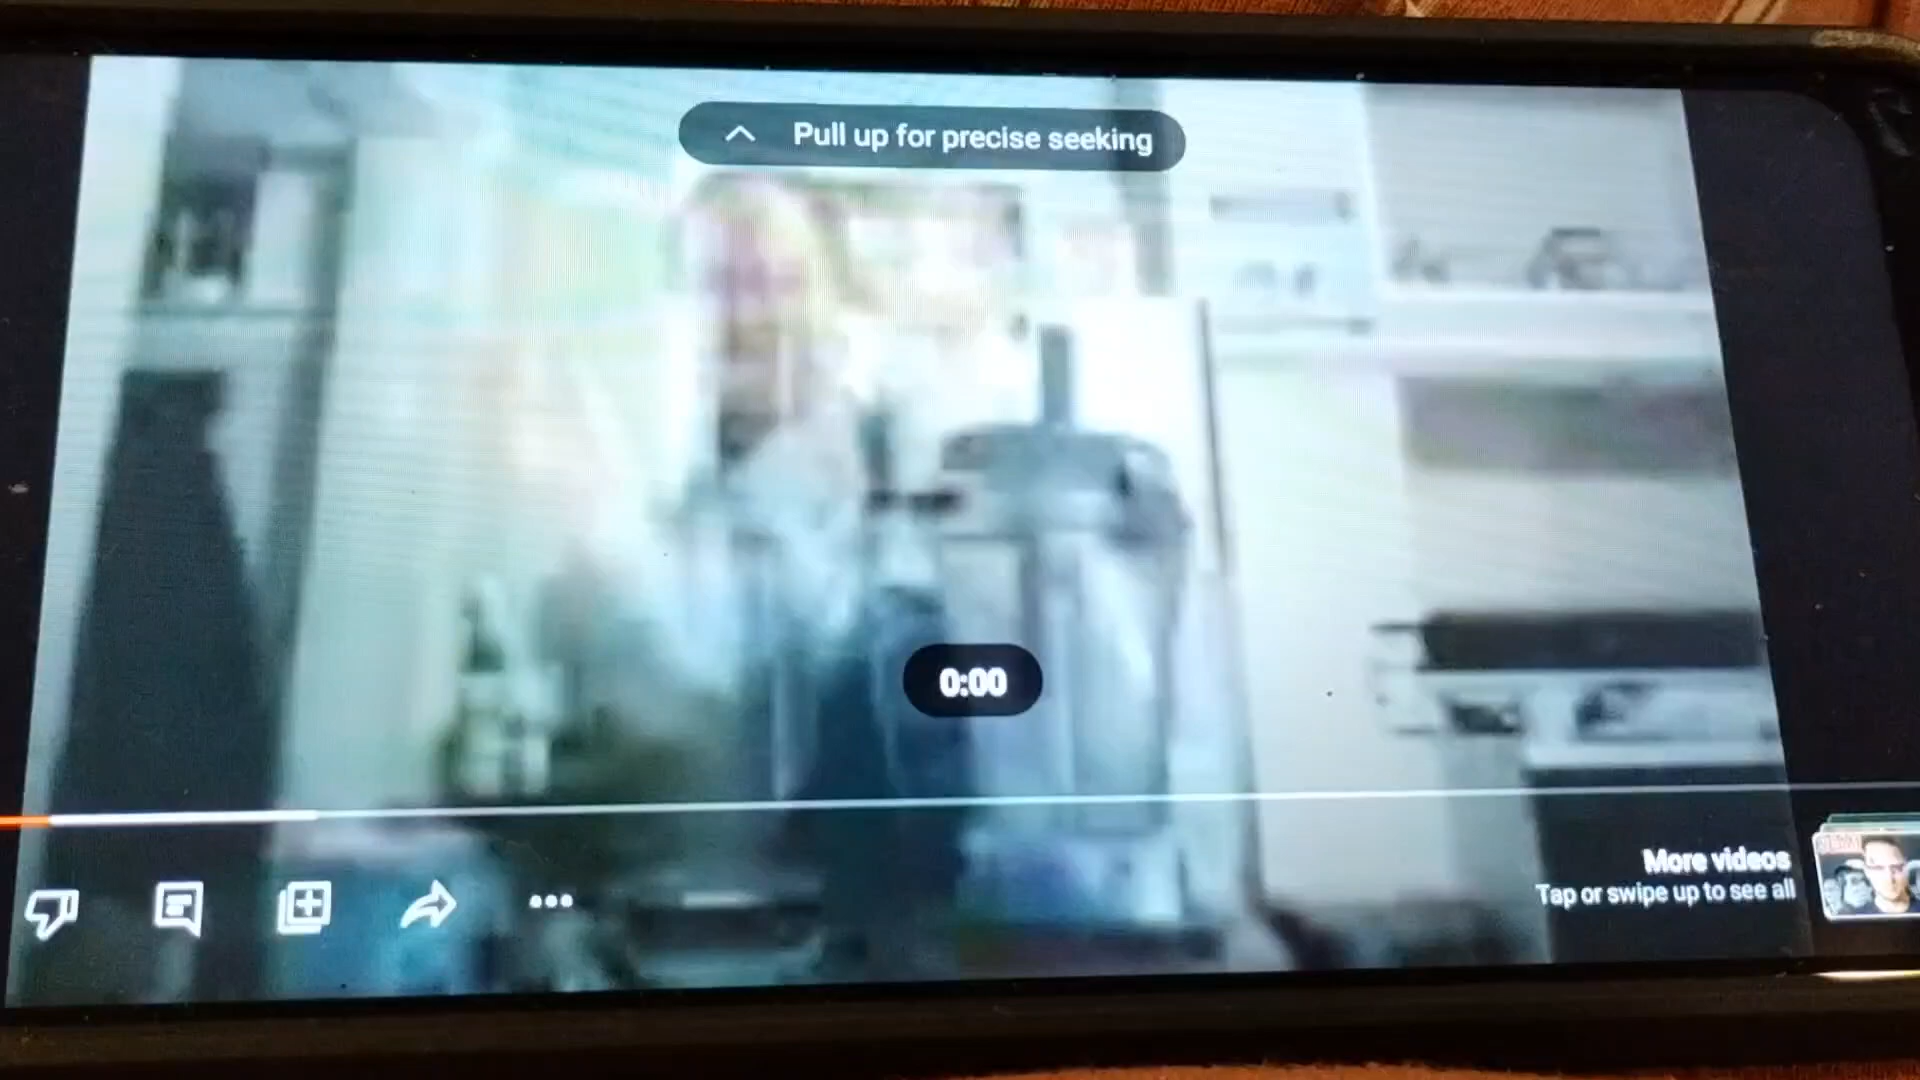 Pull up for precise seeking
0:00
More videos
Tap or swipe up to see all